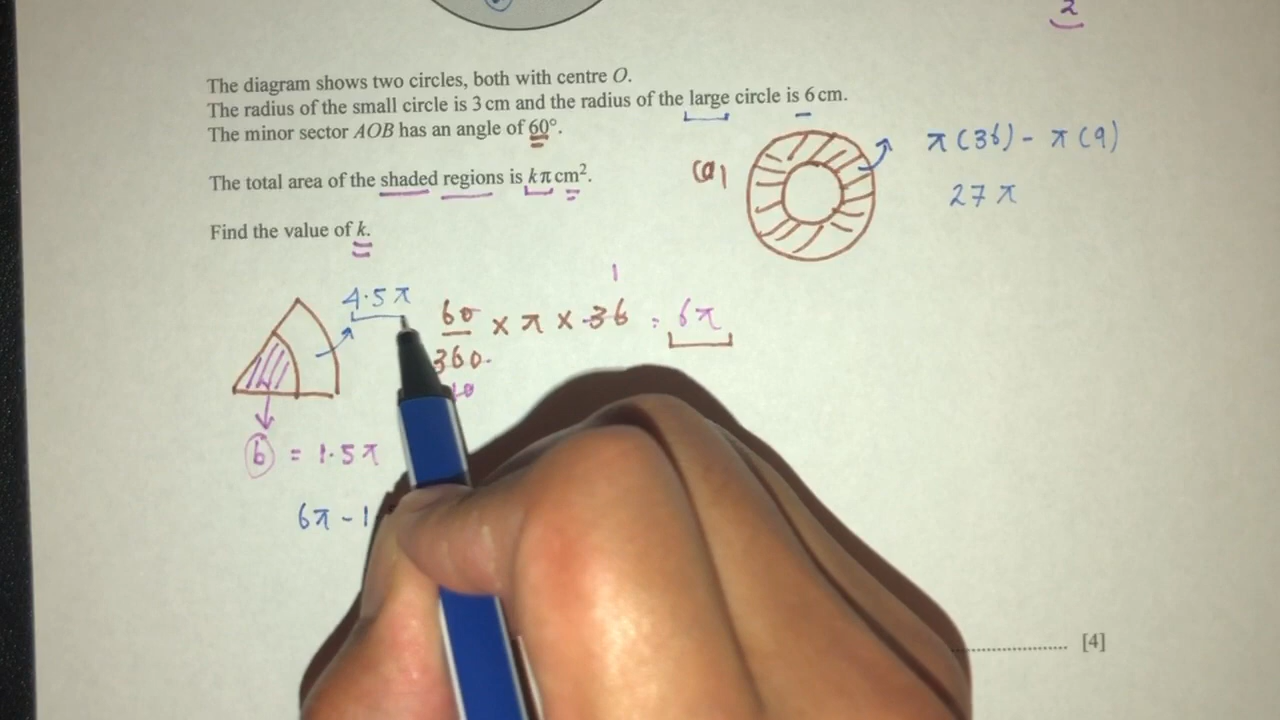 2
The diagram shows two circles, both with centre O.
The radius of the small circle is 3 cm and the radius of the large circle is 6 cm.
The minor sector AOB has an angle of 60°.
The total area of the shaded regions is kπ cm².
Find the value of k.
(a)
π(36) - π(9)
27π
4.5π
60/360 × π × 36 = 6π
1
10
b = 1.5π
6π - 1
[4]